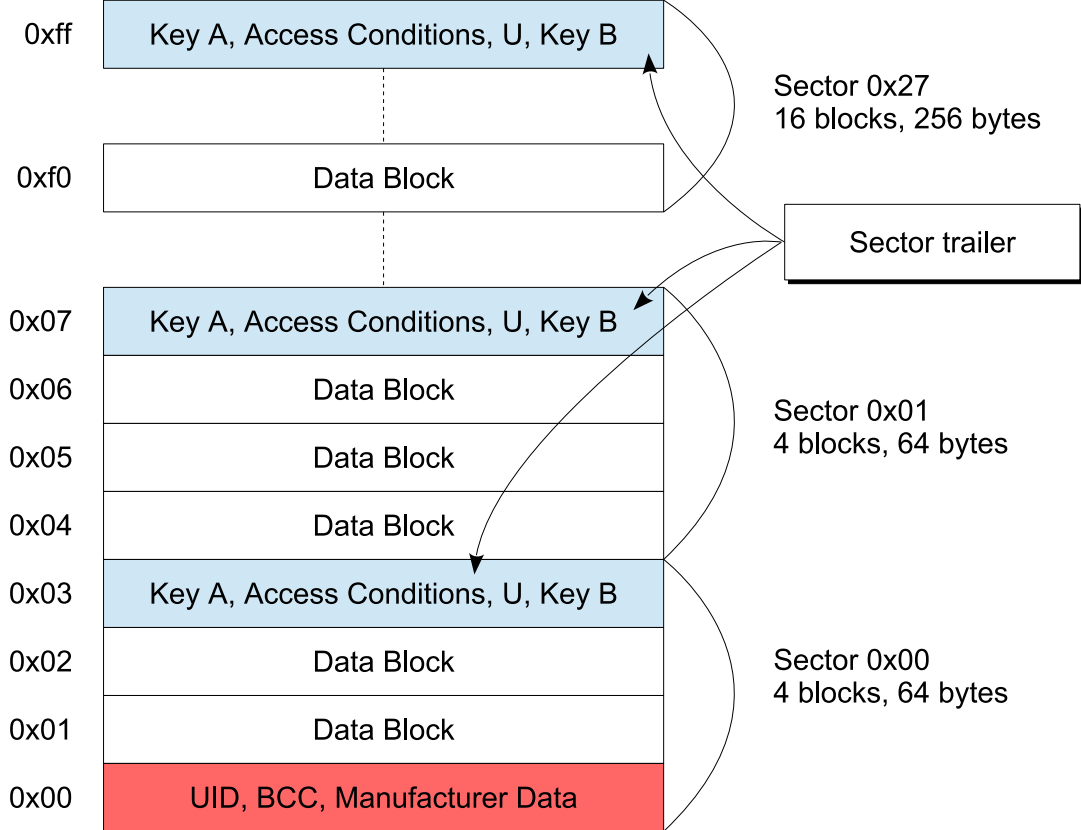 0xff
Key A, Access Conditions, U, Key B
Sector 0x27
16 blocks, 256 bytes
0xf0
Data Block
Sector trailer
0x07
Key A, Access Conditions, U, Key B
0x06
Data Block
Sector 0x01
4 blocks, 64 bytes
0x05
Data Block
0x04
Data Block
0x03
Key A, Access Conditions, U, Key B
0x02
Data Block
Sector 0x00
4 blocks, 64 bytes
0x01
Data Block
0x00
UID, BCC, Manufacturer Data